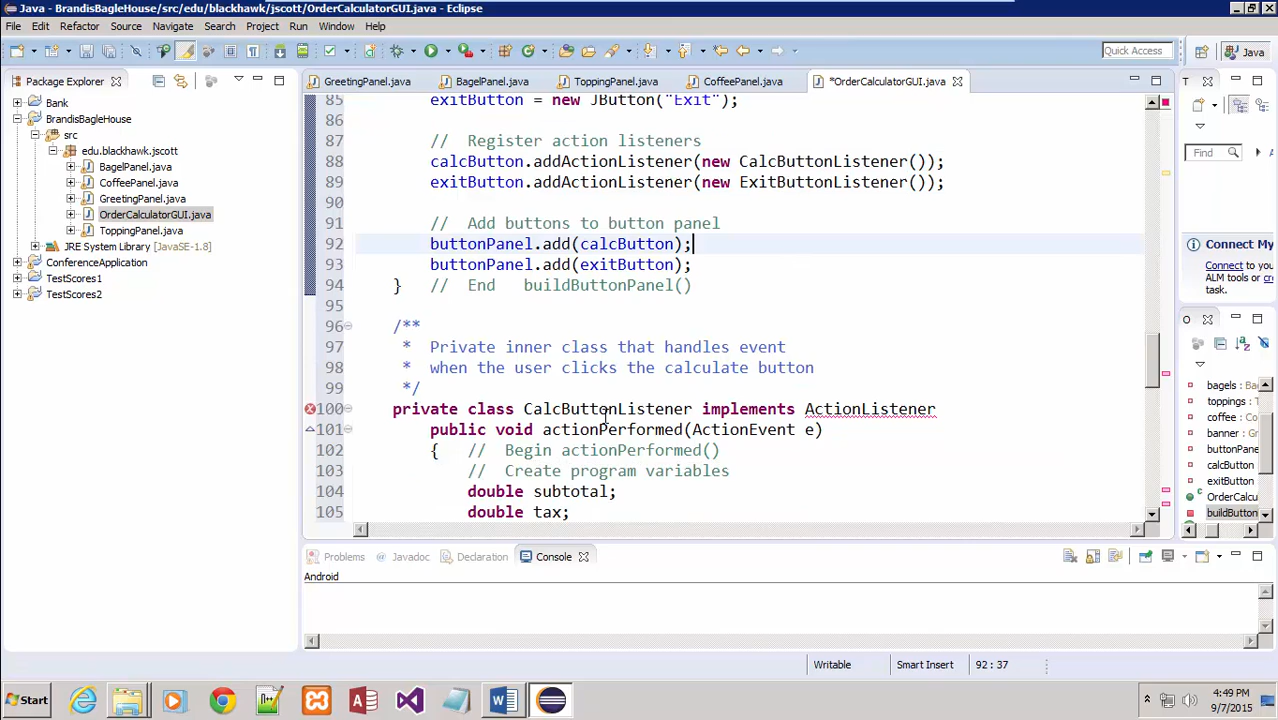 Java - BrandisBagleHouse/src/edu/blackhawk/jscott/OrderCalculatorGUI.java - Eclipse
File Edit Refactor Source Navigate Search Project Run Window Help
Quick Access Java
Package Explorer
GreetingPanel.java BagelPanel.java ToppingPanel.java CoffeePanel.java *OrderCalculatorGUI.java
Bank
BrandisBagleHouse
src
edu.blackhawk.jscott
BagelPanel.java
CoffeePanel.java
GreetingPanel.java
OrderCalculatorGUI.java
ToppingPanel.java
JRE System Library [JavaSE-1.8]
ConferenceApplication
TestScores1
TestScores2
85 exitButton = new JButton("Exit");
86
87 // Register action listeners
88 calcButton.addActionListener(new CalcButtonListener());
89 exitButton.addActionListener(new ExitButtonListener());
90
91 // Add buttons to button panel
92 buttonPanel.add(calcButton);
93 buttonPanel.add(exitButton);
94 } // End buildButtonPanel()
95
96 /**
97 * Private inner class that handles event
98 * when the user clicks the calculate button
99 */
100 private class CalcButtonListener implements ActionListener
101 public void actionPerformed(ActionEvent e)
102 { // Begin actionPerformed()
103 // Create program variables
104 double subtotal;
105 double tax;
T
Find A
Connect My
Connect to your
ALM tools or cre
ate a local task.
O
bagels :
toppings :
coffee :
banner :
buttonPanel
calcButton
exitButton
OrderCalcu
buildButton
Problems Javadoc Declaration Console
Android
Writable Smart Insert 92 : 37
Start
4:49 PM
9/7/2015